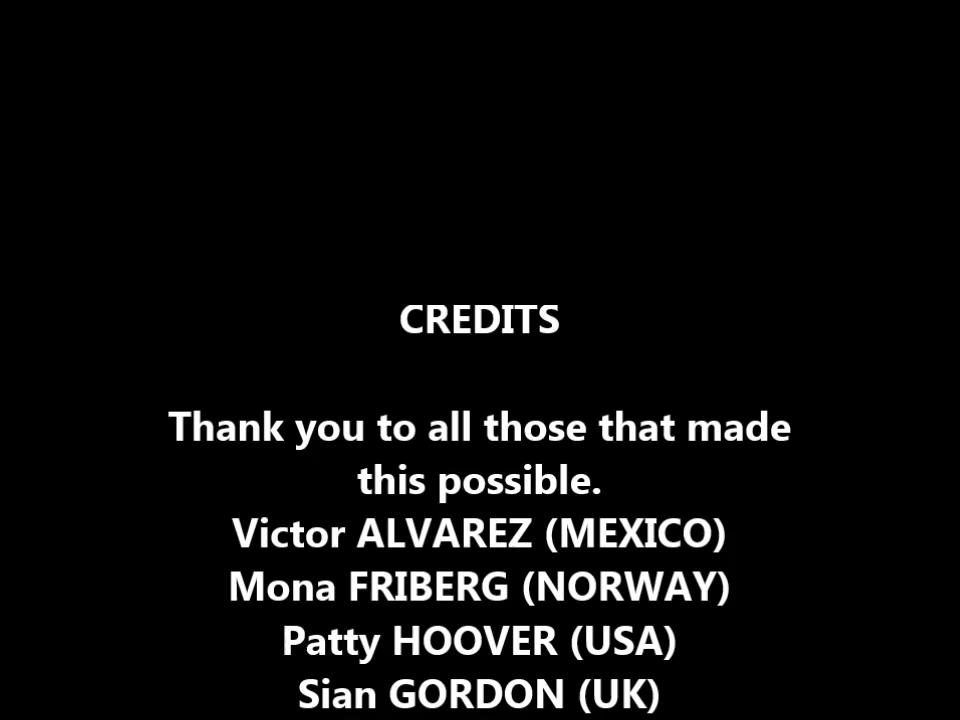 CREDITS
Thank you to all those that made
this possible.
Victor ALVAREZ (MEXICO)
Mona FRIBERG (NORWAY)
Patty HOOVER (USA)
Sian GORDON (UK)